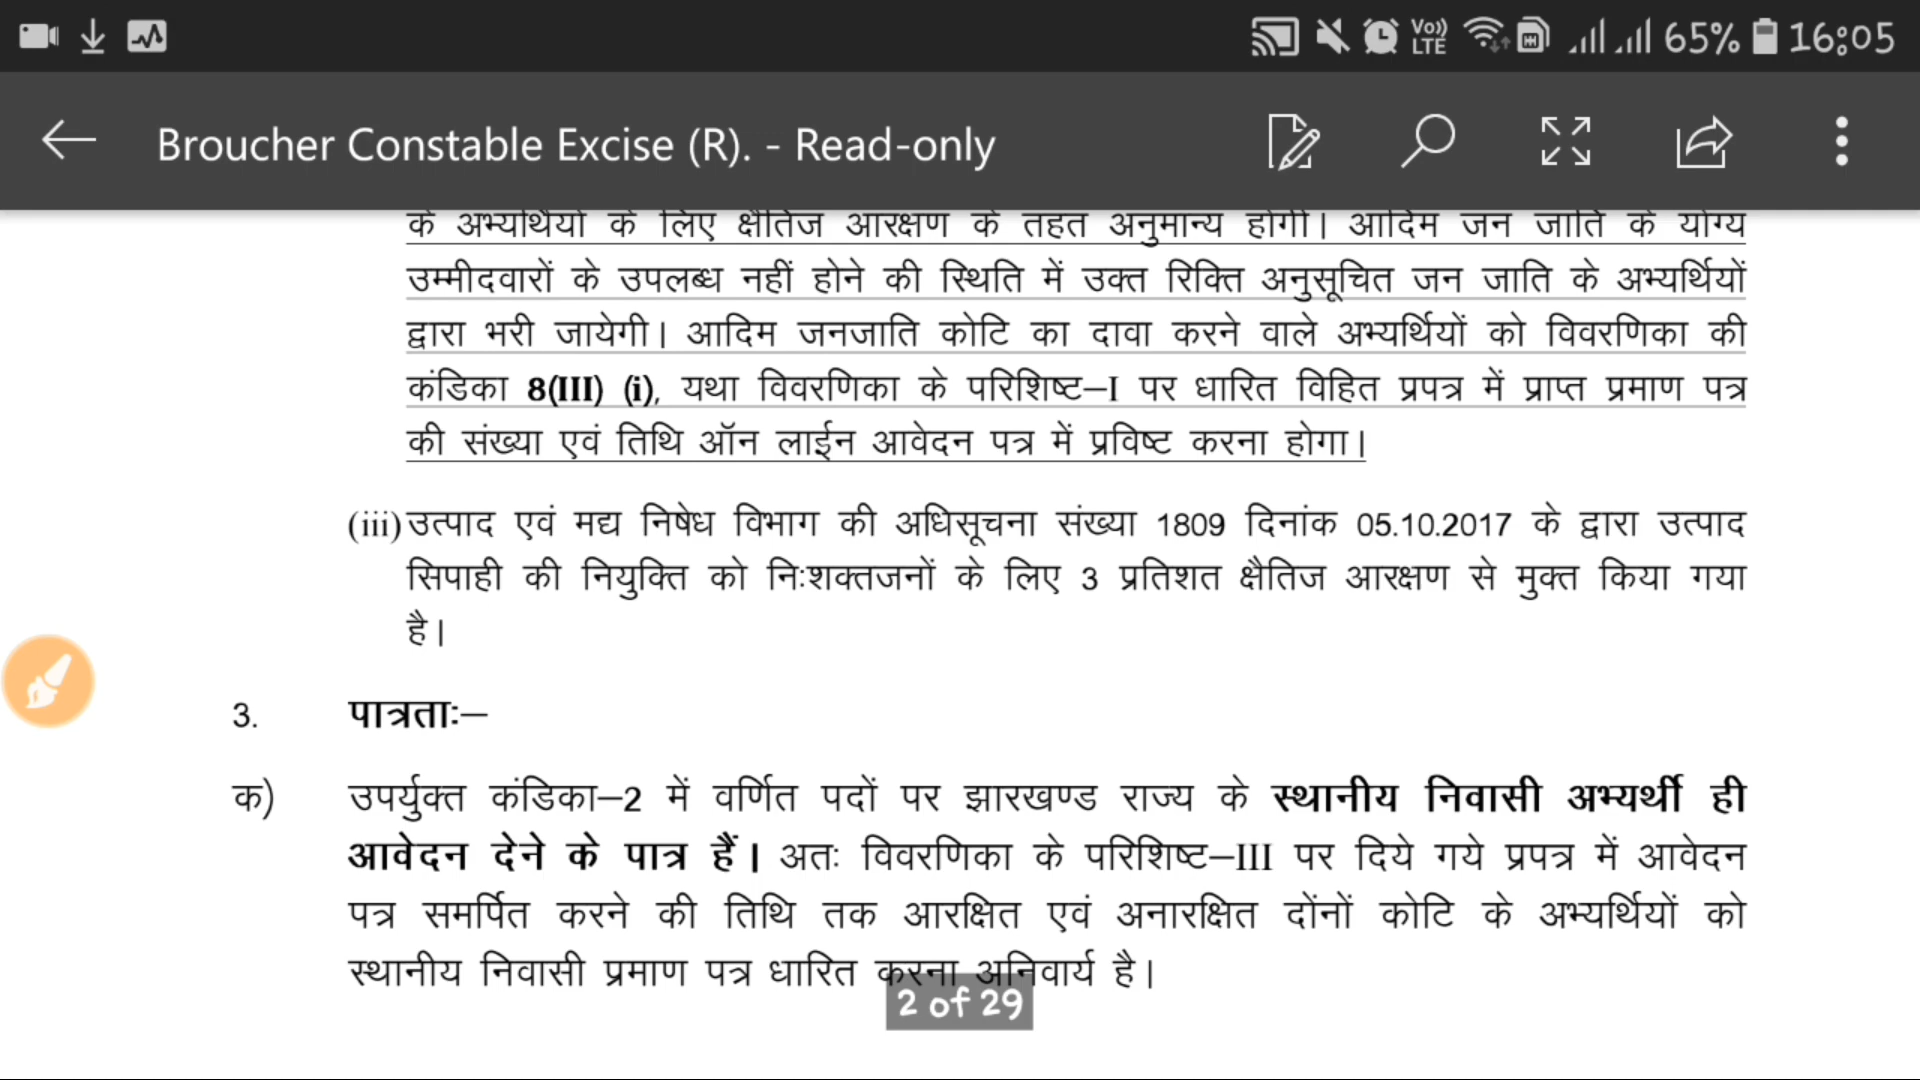 65% 16:05
Broucher Constable Excise (R). - Read-only
के अभ्यर्थियों के लिए क्षैतिज आरक्षण के तहत अनुमान्य होगी। आदिम जन जाति के योग्य
उम्मीदवारों के उपलब्ध नहीं होने की स्थिति में उक्त रिक्ति अनुसूचित जन जाति के अभ्यर्थियों
द्वारा भरी जायेगी। आदिम जनजाति कोटि का दावा करने वाले अभ्यर्थियों को विवरणिका की
कंडिका 8(III) (i), यथा विवरणिका के परिशिष्ट–I पर धारित विहित प्रपत्र में प्राप्त प्रमाण पत्र
की संख्या एवं तिथि ऑन लाईन आवेदन पत्र में प्रविष्ट करना होगा।
(iii) उत्पाद एवं मद्य निषेध विभाग की अधिसूचना संख्या 1809 दिनांक 05.10.2017 के द्वारा उत्पाद
सिपाही की नियुक्ति को निःशक्तजनों के लिए 3 प्रतिशत क्षैतिज आरक्षण से मुक्त किया गया
है।
3. पात्रताः–
क) उपर्युक्त कंडिका–2 में वर्णित पदों पर झारखण्ड राज्य के स्थानीय निवासी अभ्यर्थी ही
आवेदन देने के पात्र हैं। अतः विवरणिका के परिशिष्ट–III पर दिये गये प्रपत्र में आवेदन
पत्र समर्पित करने की तिथि तक आरक्षित एवं अनारक्षित दोंनों कोटि के अभ्यर्थियों को
स्थानीय निवासी प्रमाण पत्र धारित करना अनिवार्य है।
2 of 29